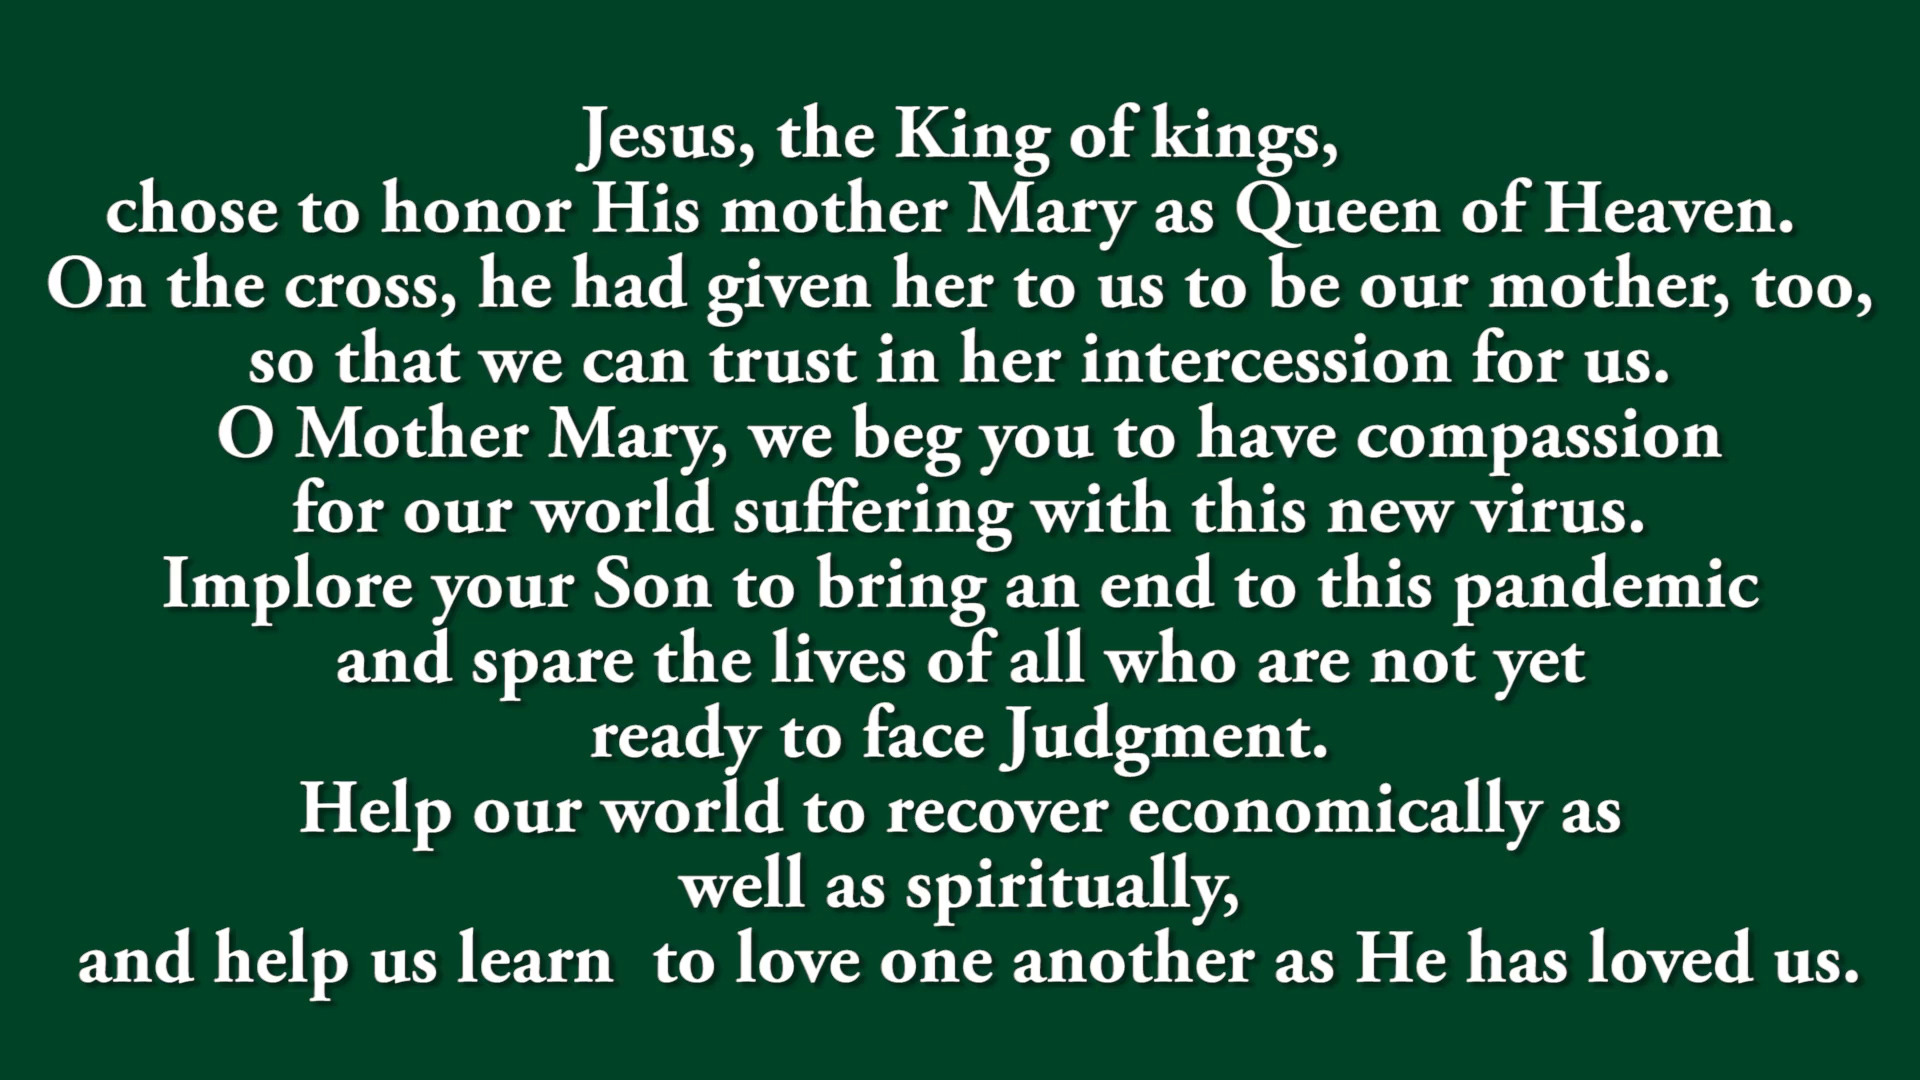 Jesus, the King of kings,
chose to honor His mother Mary as Queen of Heaven.
On the cross, he had given her to us to be our mother, too,
so that we can trust in her intercession for us.
O Mother Mary, we beg you to have compassion
for our world suffering with this new virus.
Implore your Son to bring an end to this pandemic
and spare the lives of all who are not yet
ready to face Judgment.
Help our world to recover economically as
well as spiritually,
and help us learn  to love one another as He has loved us.